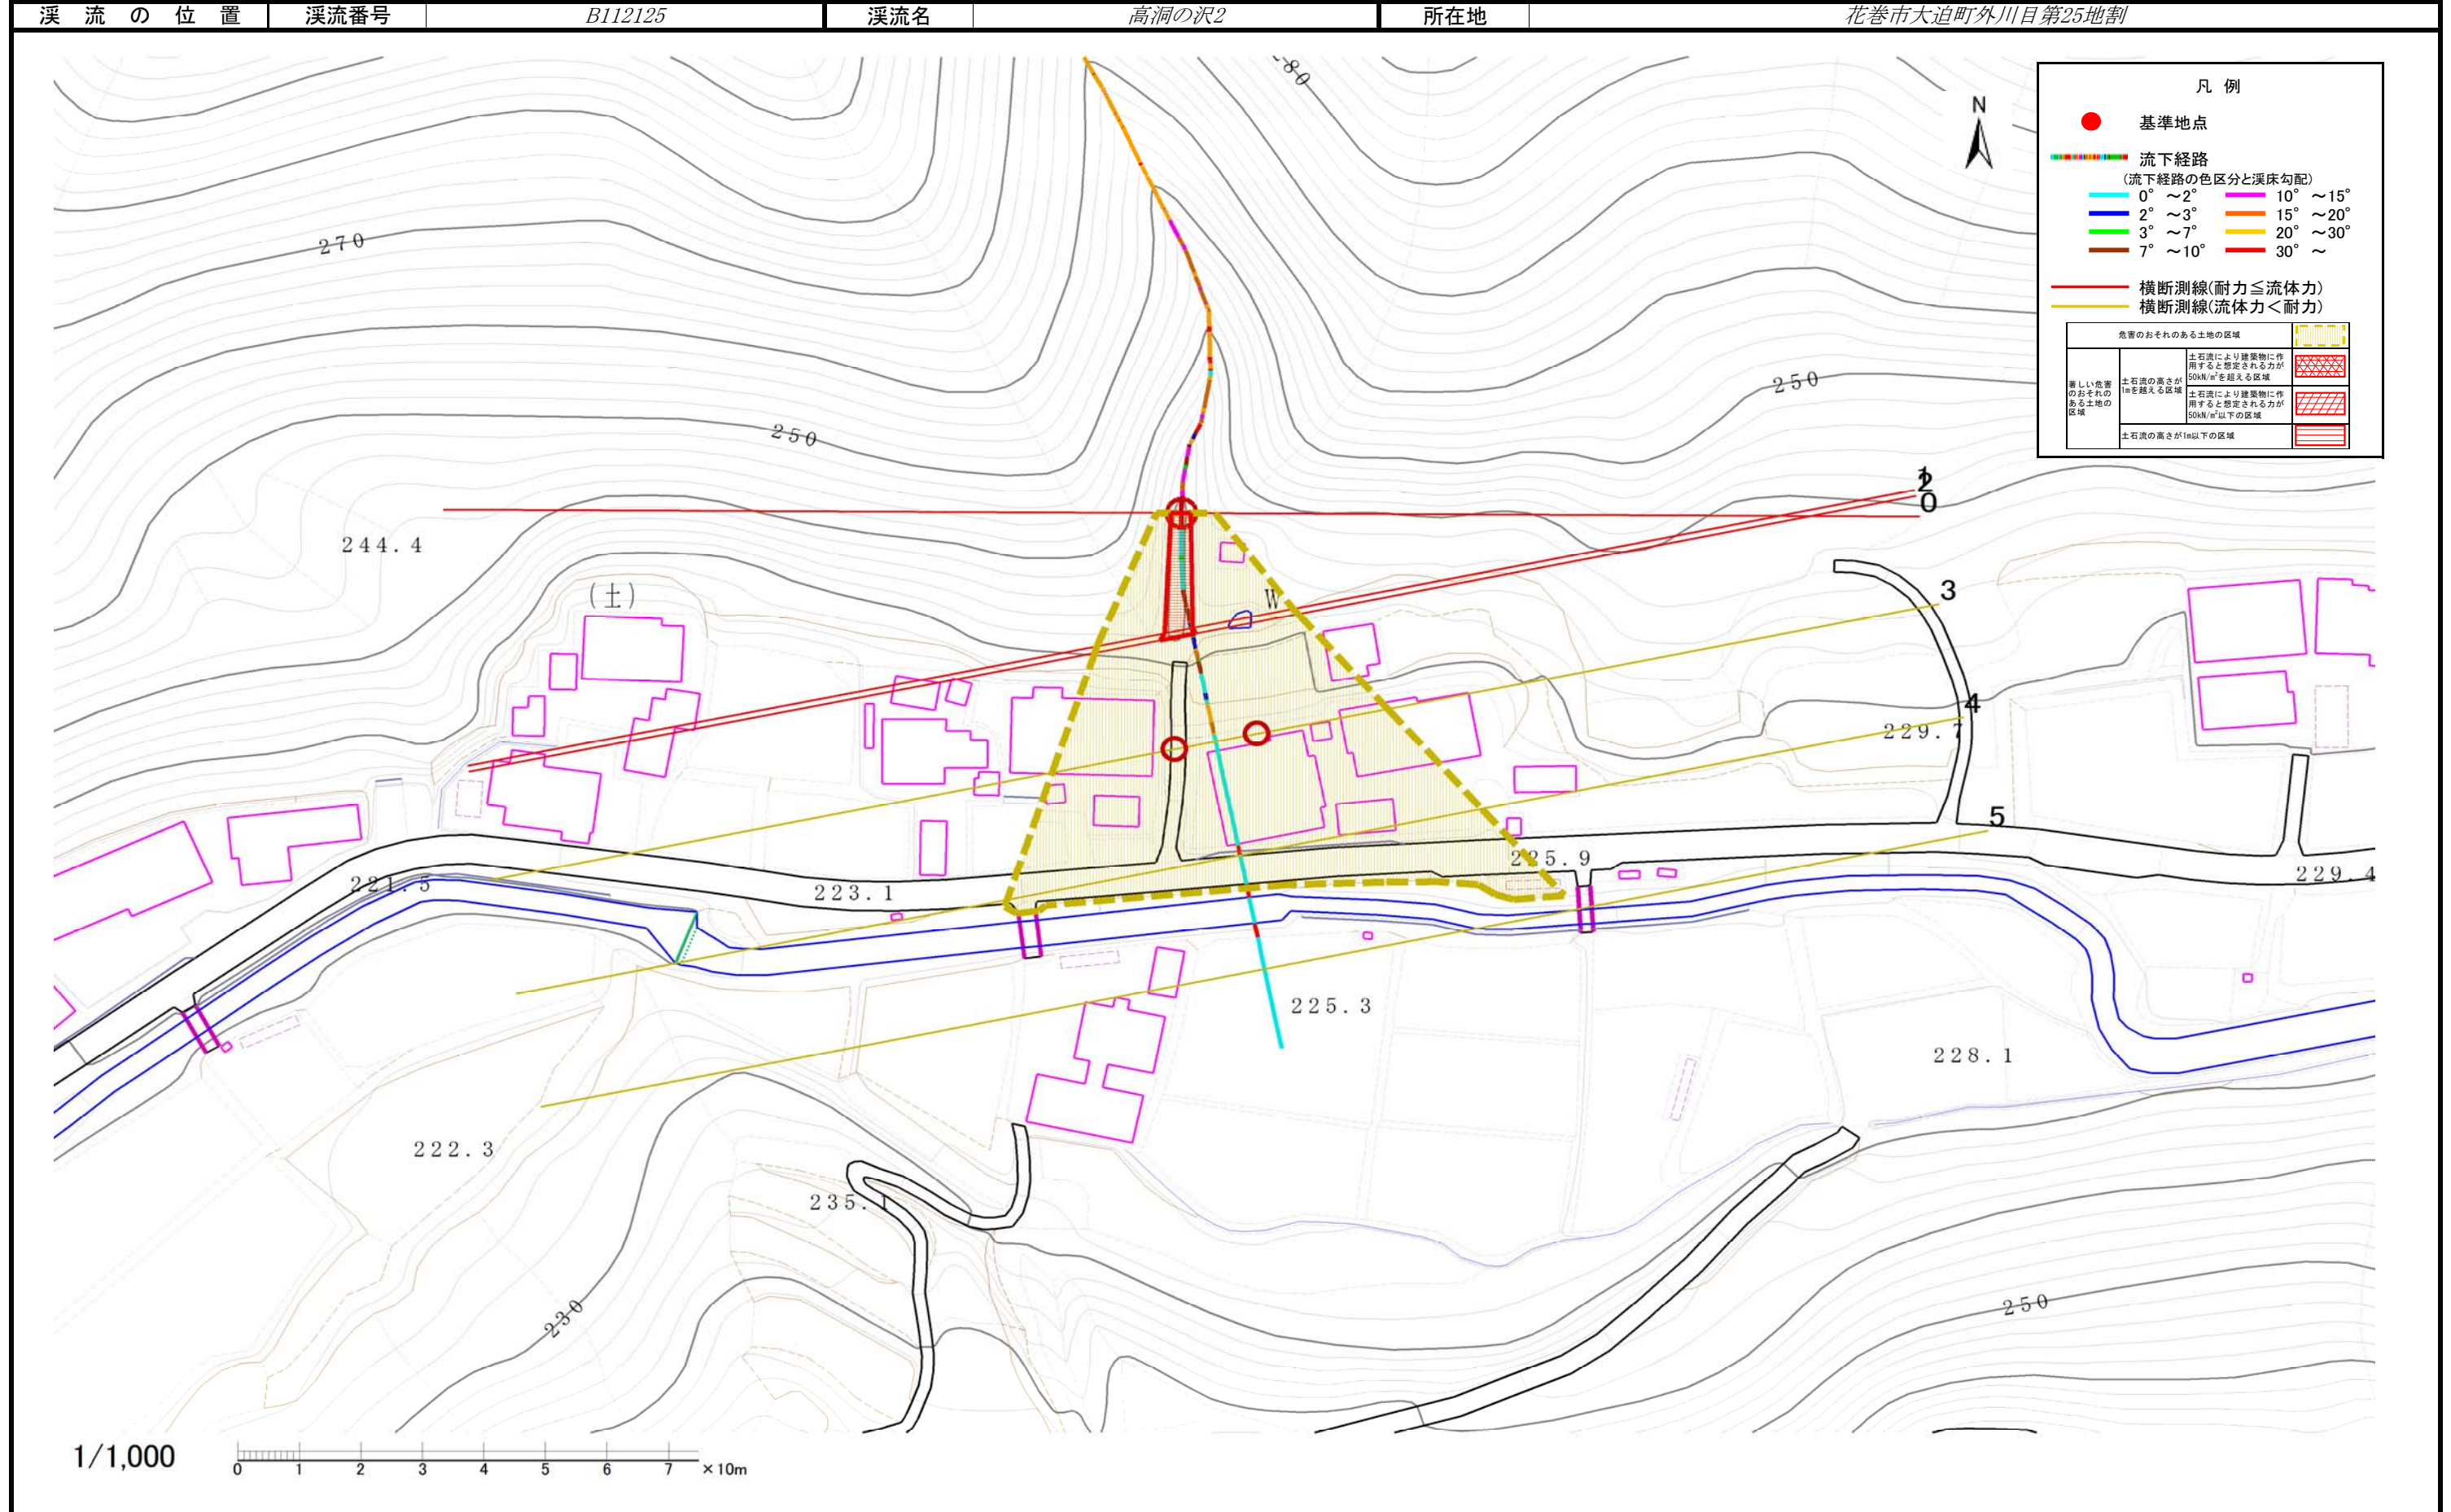 渓流の位置 渓流番号 B112125 渓流名 高洞の沢2 所在地 花巻市大迫町外川目第25地割
凡例
基準地点
流下経路
(流下経路の色区分と渓床勾配)
0°～2° 10°～15°
2°～3° 15°～20°
3°～7° 20°～30°
7°～10° 30°～
横断測線(耐力≦流体力)
横断測線(流体力＜耐力)
危害のおそれのある土地の区域
著しい危害のおそれのある土地の区域
土石流の高さが1mを越える区域
土石流により建築物に作用すると想定される力が50kN/㎡を超える区域
土石流により建築物に作用すると想定される力が50kN/㎡以下の区域
土石流の高さが1m以下の区域
N
280
270
250
250
1
2
0
244.4
(土)
W
3
4
229.7
5
225.9
221.5
223.1
229.4
225.3
228.1
222.3
235.1
230
250
1/1,000
0 1 2 3 4 5 6 7 ×10m